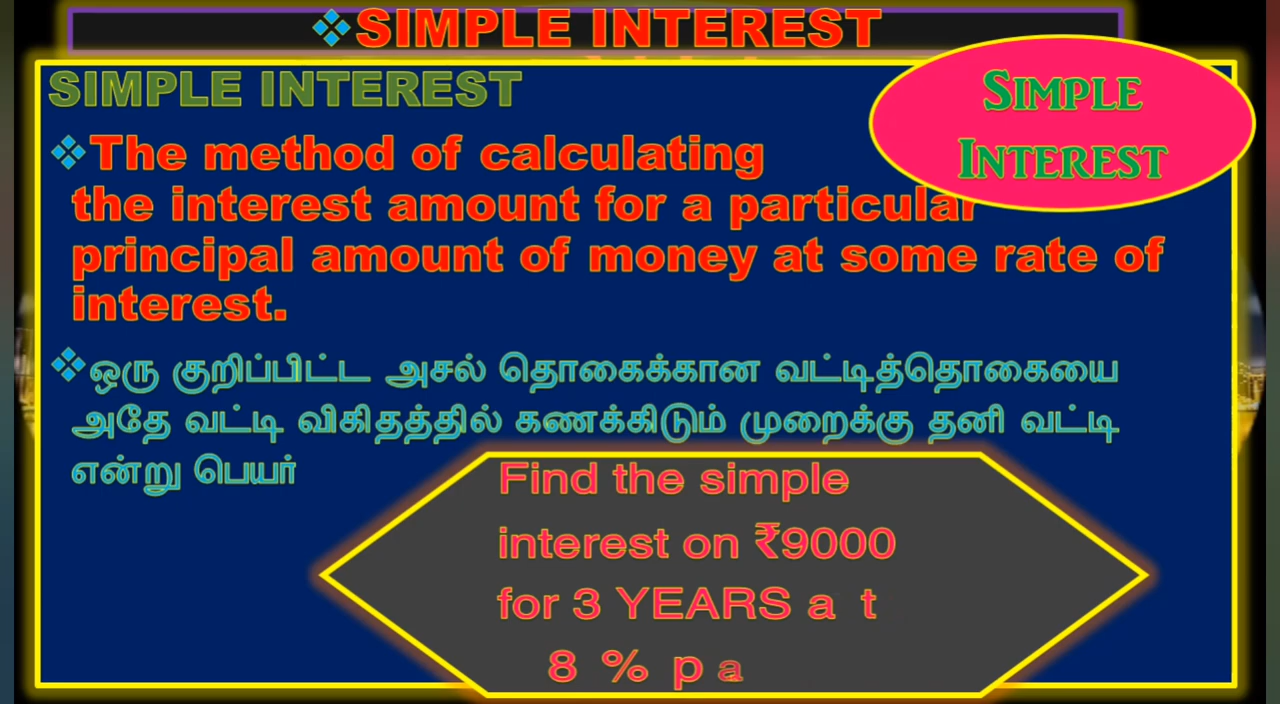 ❖SIMPLE INTEREST
SIMPLE INTEREST
Simple
Interest
❖The method of calculating
the interest amount for a particular
principal amount of money at some rate of
interest.
❖ஒரு குறிப்பிட்ட அசல் தொகைக்கான வட்டித்தொகையை
அதே வட்டி விகிதத்தில் கணக்கிடும் முறைக்கு தனி வட்டி
என்று பெயர்
Find the simple
interest on ₹9000
for 3 YEARS a t
8 % p a